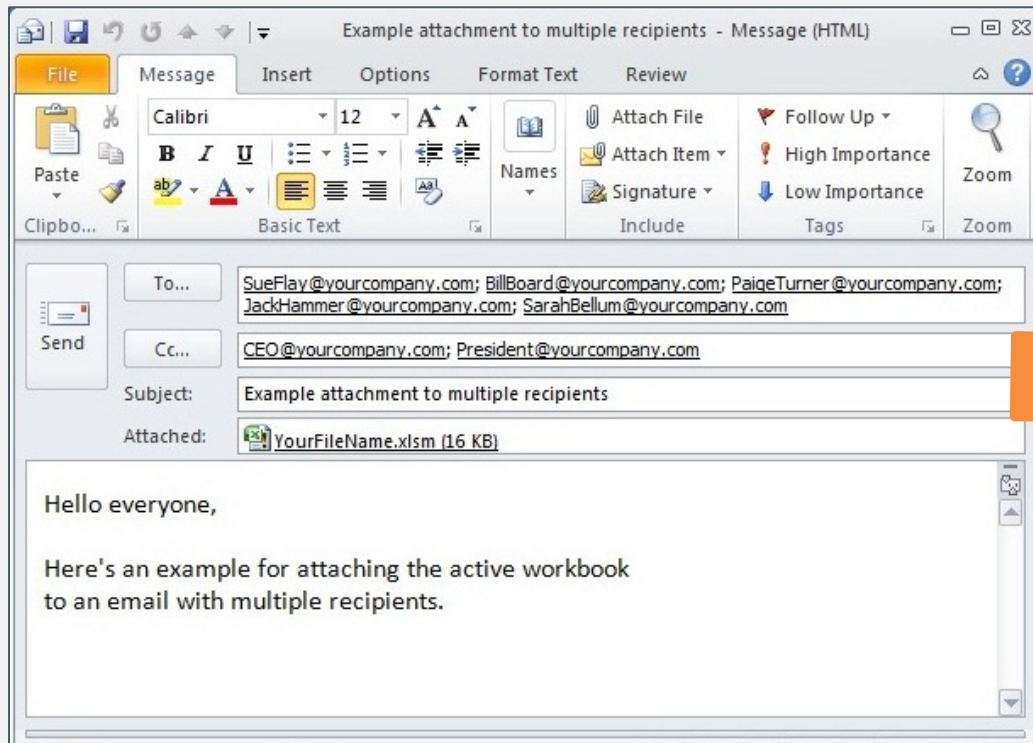 Example attachment to multiple recipients - Message (HTML)
File Message Insert Options Format Text Review
Calibri 12 A A Attach File Follow Up
B I U Attach Item High Importance
Paste Names Zoom
ab A Aa Signature Low Importance
Clipbo... Basic Text Include Tags Zoom
To... SueFlay@yourcompany.com; BillBoard@yourcompany.com; PaigeTurner@yourcompany.com;
JackHammer@yourcompany.com; SarahBellum@yourcompany.com
Send
Cc... CEO@yourcompany.com; President@yourcompany.com
Subject: Example attachment to multiple recipients
Attached: YourFileName.xlsm (16 KB)
Hello everyone,
Here's an example for attaching the active workbook
to an email with multiple recipients.